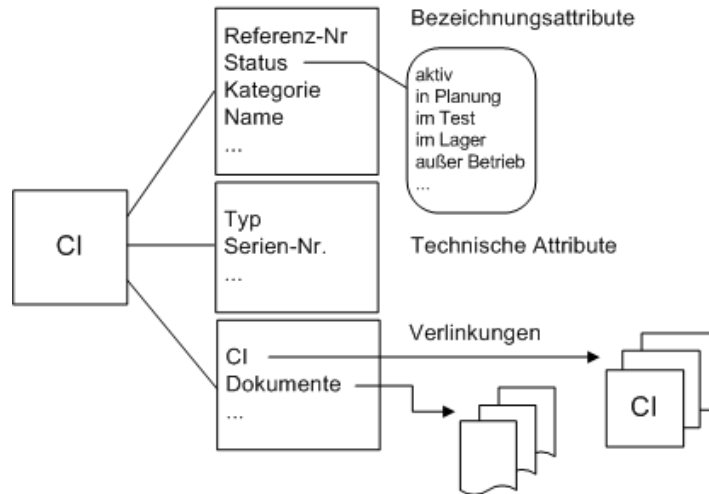 Bezeichnungsattribute
Referenz-Nr
Status
Kategorie
Name
...
aktiv
in Planung
im Test
im Lager
außer Betrieb
...
CI
Typ
Serien-Nr.
...
Technische Attribute
Verlinkungen
CI
Dokumente
...
CI